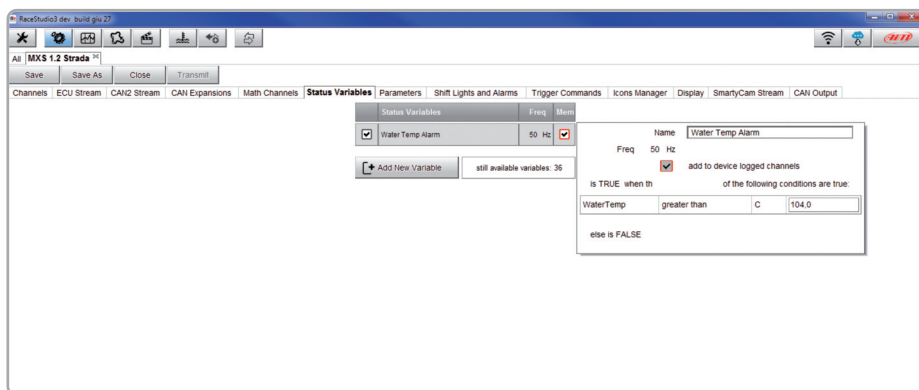 RaceStudio3 dev build giu 27
AiM
All MXS 1.2 Strada
Save Save As Close Transmit
Channels ECU Stream CAN2 Stream CAN Expansions Math Channels Status Variables Parameters Shift Lights and Alarms Trigger Commands Icons Manager Display SmartyCam Stream CAN Output
Status Variables Freq Mem
Water Temp Alarm 50 Hz
Add New Variable still available variables: 36
Name Water Temp Alarm
Freq 50 Hz
add to device logged channels
is TRUE when th of the following conditions are true:
WaterTemp greater than C 104,0
else is FALSE